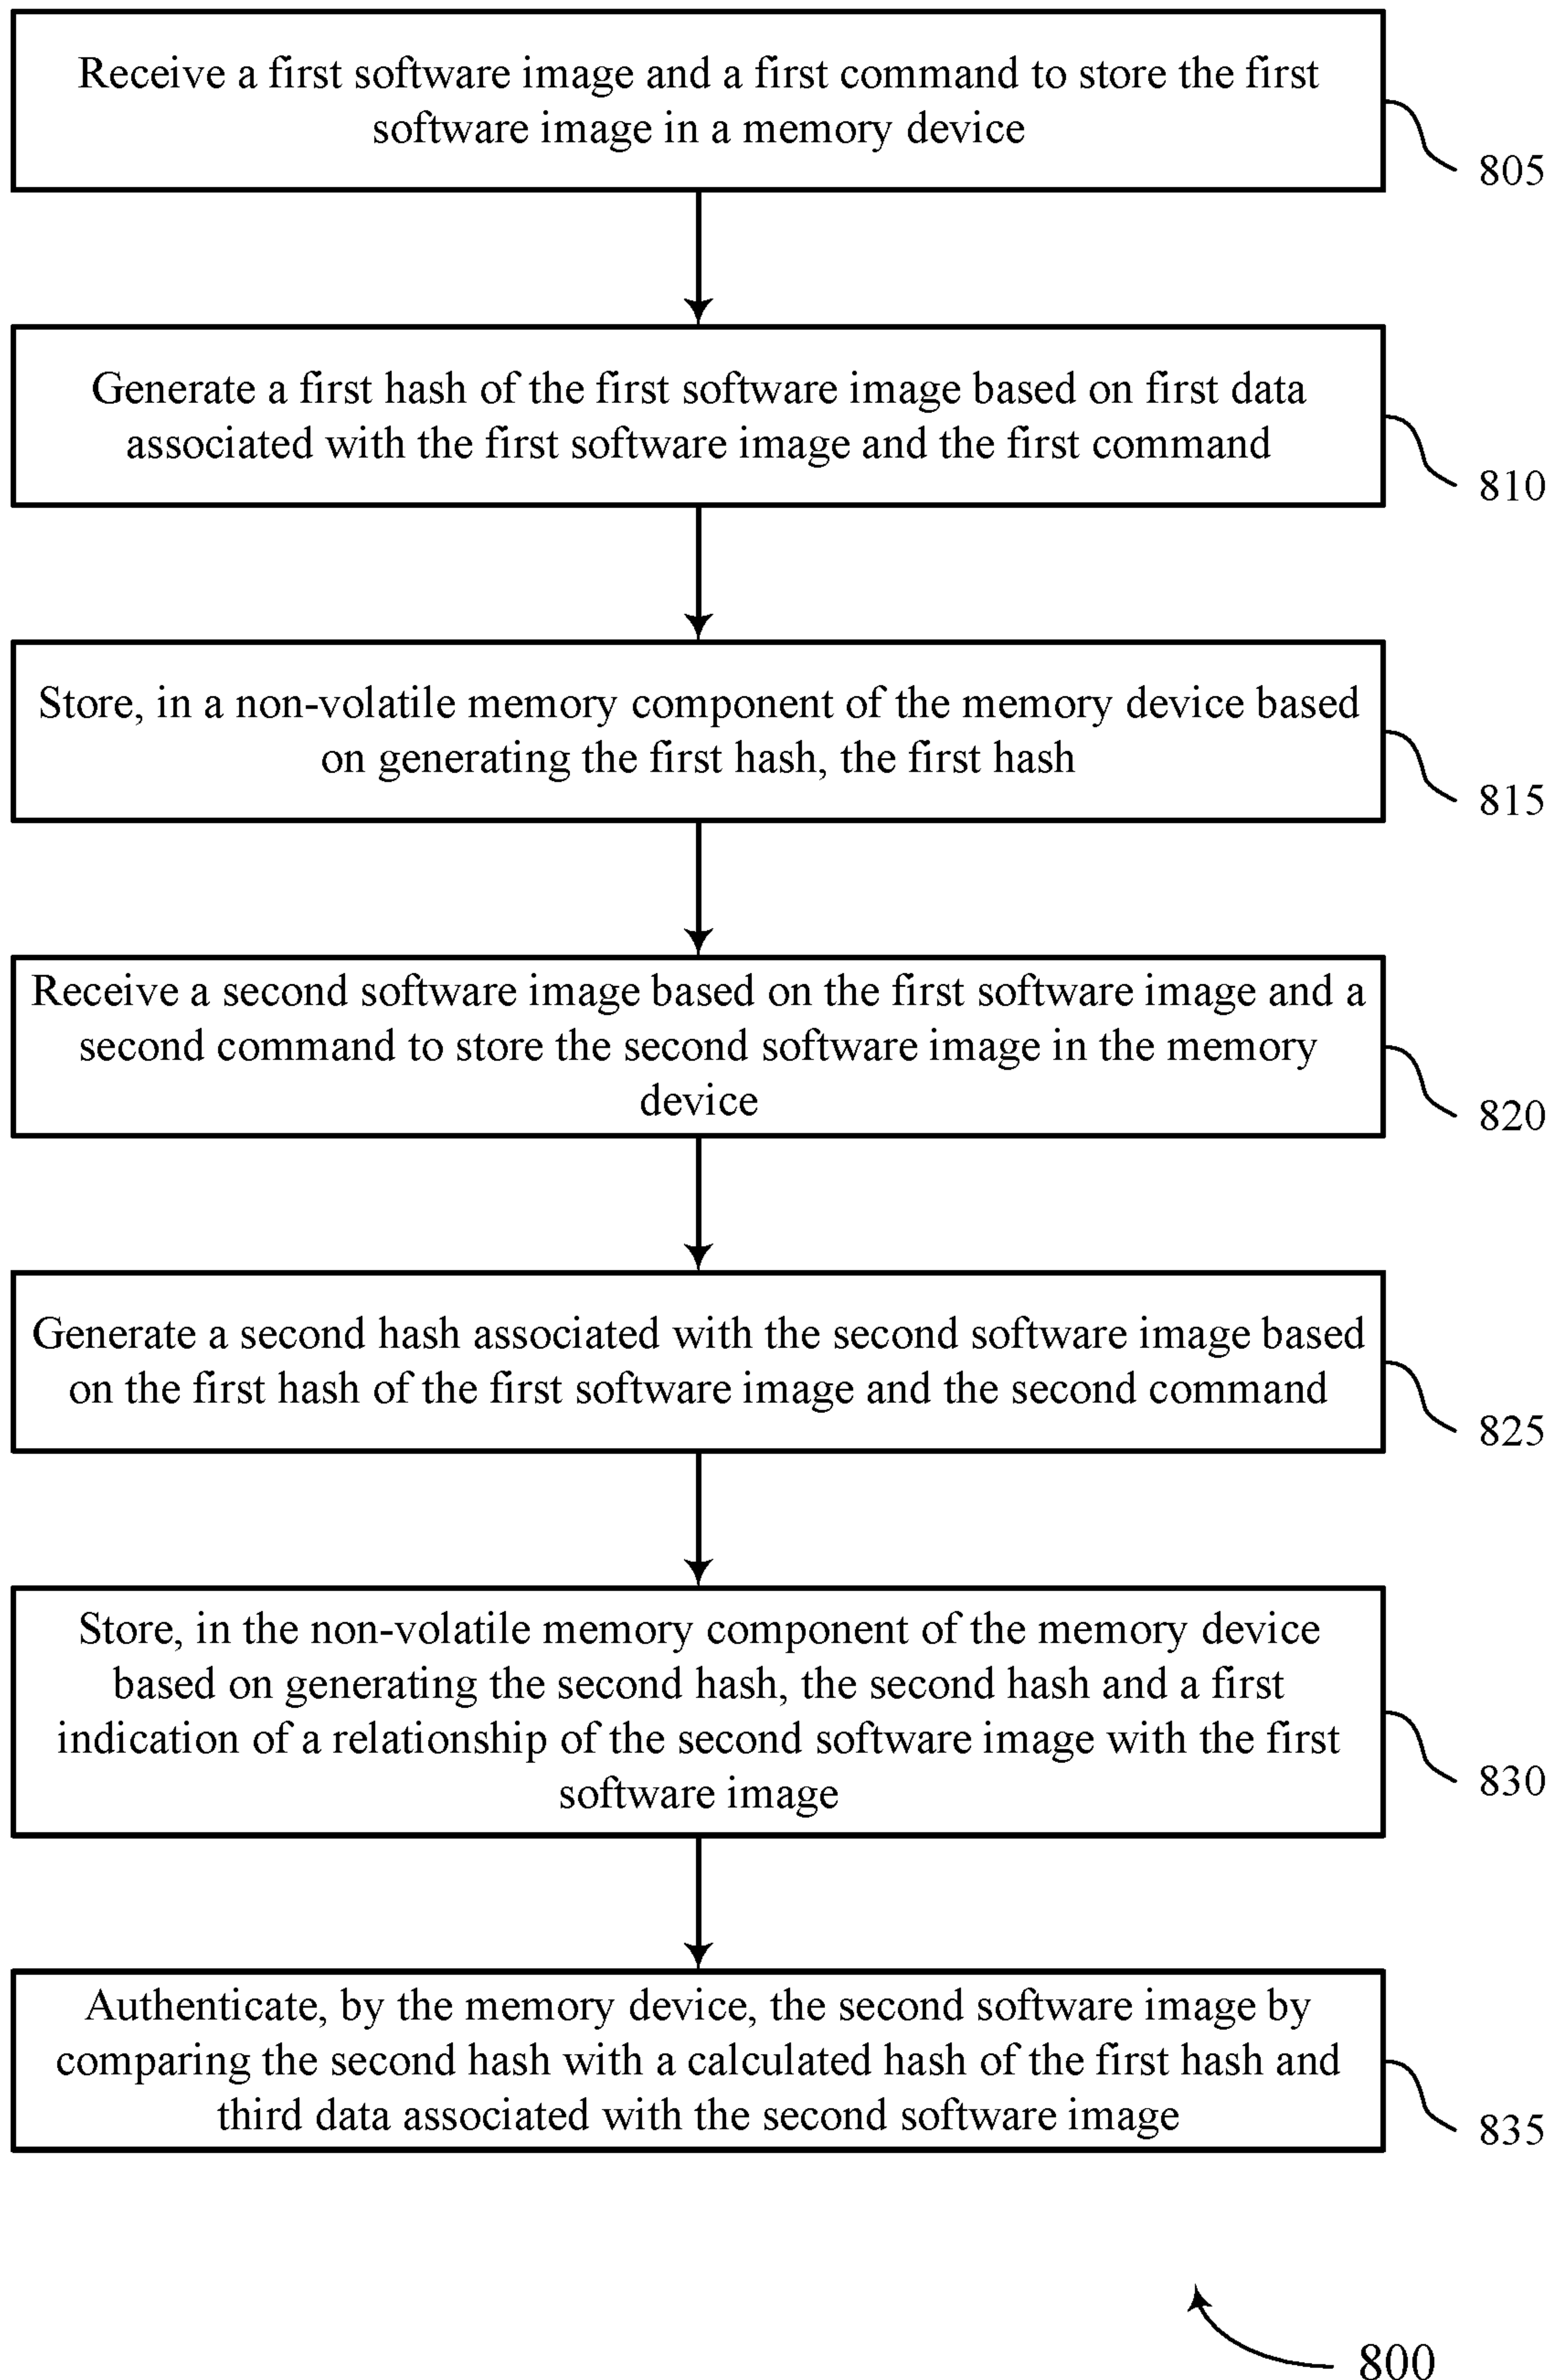 Receive a first software image and a first command to store the first
software image in a memory device
805
Generate a first hash of the first software image based on first data
associated with the first software image and the first command
810
Store, in a non-volatile memory component of the memory device based
on generating the first hash, the first hash
815
Receive a second software image based on the first software image and a
second command to store the second software image in the memory
device
820
Generate a second hash associated with the second software image based
on the first hash of the first software image and the second command
825
Store, in the non-volatile memory component of the memory device
based on generating the second hash, the second hash and a first
indication of a relationship of the second software image with the first
software image
830
Authenticate, by the memory device, the second software image by
comparing the second hash with a calculated hash of the first hash and
third data associated with the second software image
835
800